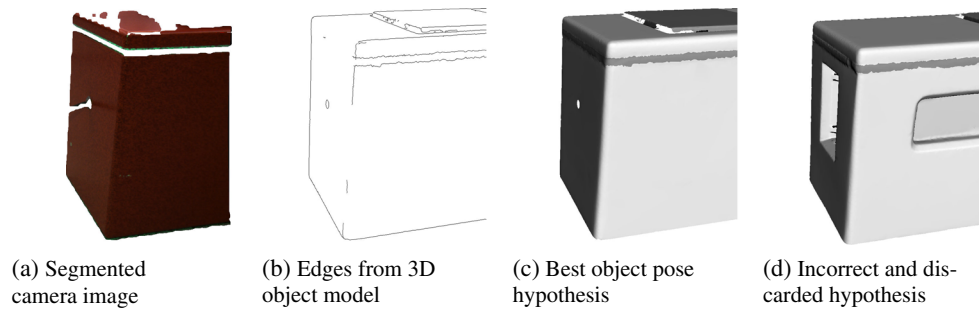 (a) Segmented
camera image
(b) Edges from 3D
object model
(c) Best object pose
hypothesis
(d) Incorrect and dis-
carded hypothesis